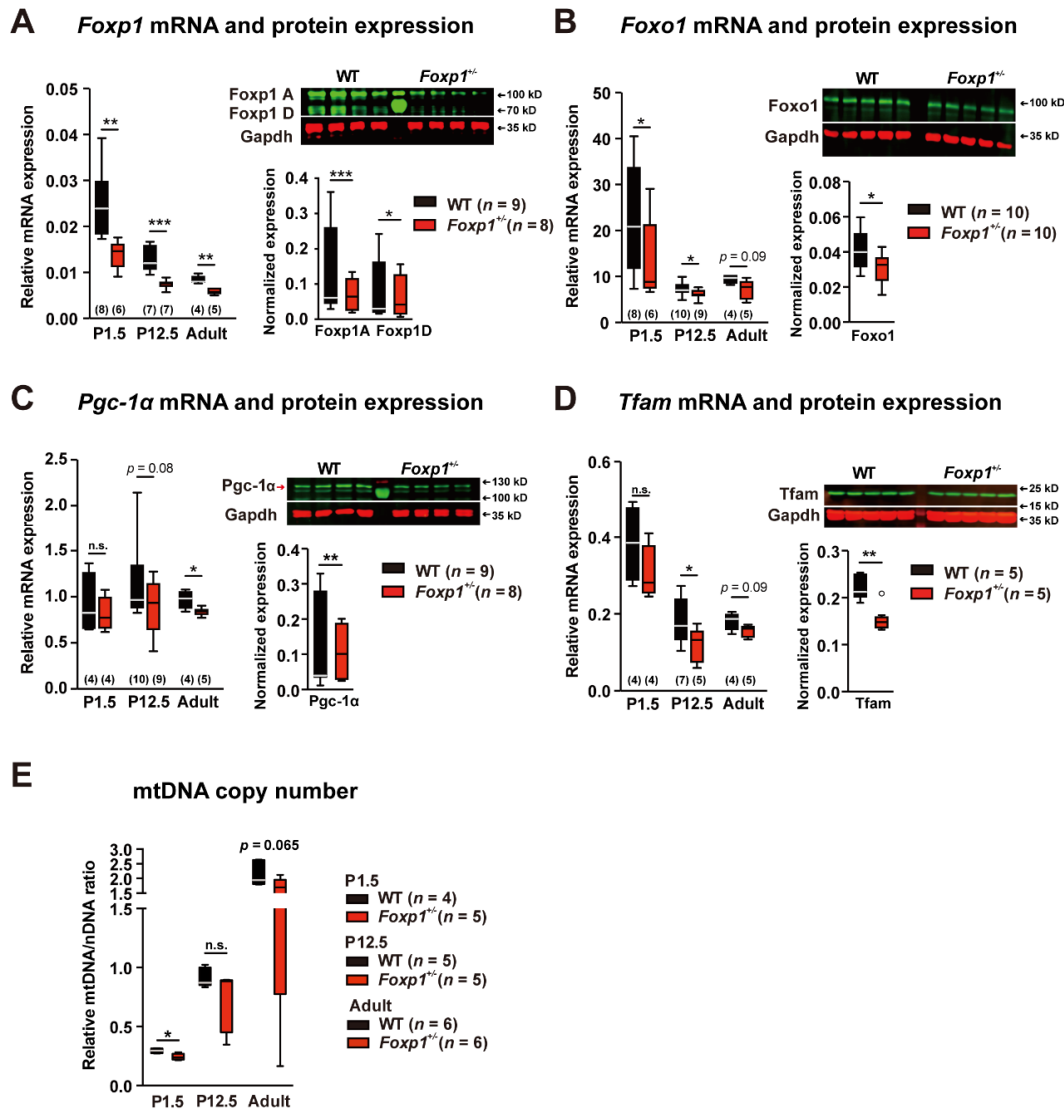 A
Foxp1 mRNA and protein expression
Relative mRNA expression
0.05
0.04
0.03
0.02
0.01
0.00
**
***
**
(8) (6) (7) (7) (4) (5)
P1.5 P12.5 Adult
WT Foxp1+/-
Foxp1 A
Foxp1 D
Gapdh
100 kD
70 kD
35 kD
Normalized expression
0.4
0.3
0.2
0.1
0.0
***
*
Foxp1A Foxp1D
WT (n = 9)
Foxp1+/- (n = 8)
B
Foxo1 mRNA and protein expression
Relative mRNA expression
50
40
30
20
10
0
*
*
p = 0.09
(8) (6) (10) (9) (4) (5)
P1.5 P12.5 Adult
WT Foxp1+/-
Foxo1
Gapdh
100 kD
35 kD
Normalized expression
0.08
0.06
0.04
0.02
0.00
*
Foxo1
WT (n = 10)
Foxp1+/- (n = 10)
C
Pgc-1α mRNA and protein expression
Relative mRNA expression
2.5
2.0
1.5
1.0
0.5
0.0
n.s.
p = 0.08
*
(4) (4) (10) (9) (4) (5)
P1.5 P12.5 Adult
WT Foxp1+/-
Pgc-1α
Gapdh
130 kD
100 kD
35 kD
Normalized expression
0.4
0.3
0.2
0.1
0.0
**
Pgc-1α
WT (n = 9)
Foxp1+/- (n = 8)
D
Tfam mRNA and protein expression
Relative mRNA expression
0.6
0.4
0.2
0.0
n.s.
*
p = 0.09
(4) (4) (7) (5) (4) (5)
P1.5 P12.5 Adult
WT Foxp1+/-
Tfam
Gapdh
25 kD
15 kD
35 kD
Normalized expression
0.3
0.2
0.1
0.0
**
Tfam
WT (n = 5)
Foxp1+/- (n = 5)
E
mtDNA copy number
Relative mtDNA/nDNA ratio
3.0
2.5
2.0
1.5
1.5
1.0
0.5
0.0
*
n.s.
p = 0.065
P1.5 P12.5 Adult
P1.5
WT (n = 4)
Foxp1+/- (n = 5)
P12.5
WT (n = 5)
Foxp1+/- (n = 5)
Adult
WT (n = 6)
Foxp1+/- (n = 6)